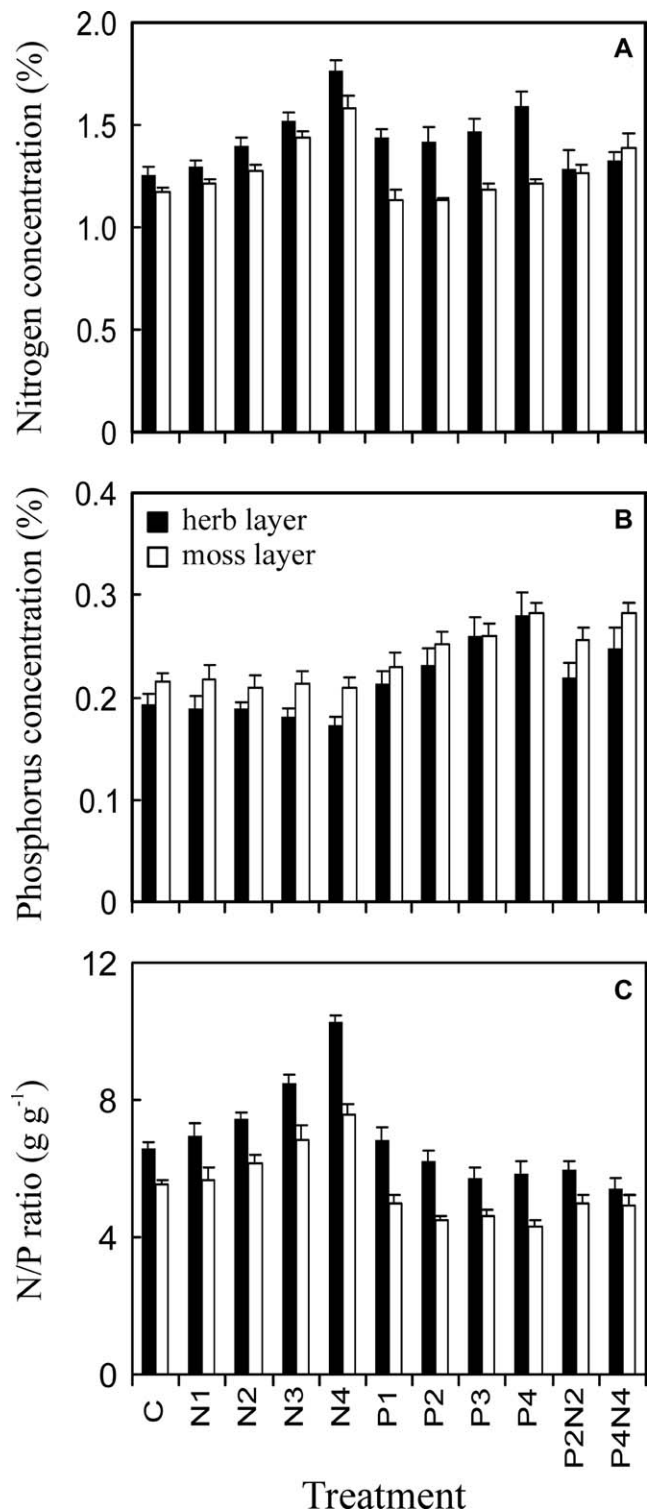 A
Nitrogen concentration (%)
2.0
1.5
1.0
0.5
0
B
Phosphorus concentration (%)
0.4
0.3
0.2
0.1
0
herb layer
moss layer
C
N/P ratio (g g⁻¹)
12
8
4
0
C
N1
N2
N3
N4
P1
P2
P3
P4
P2N2
P4N4
Treatment